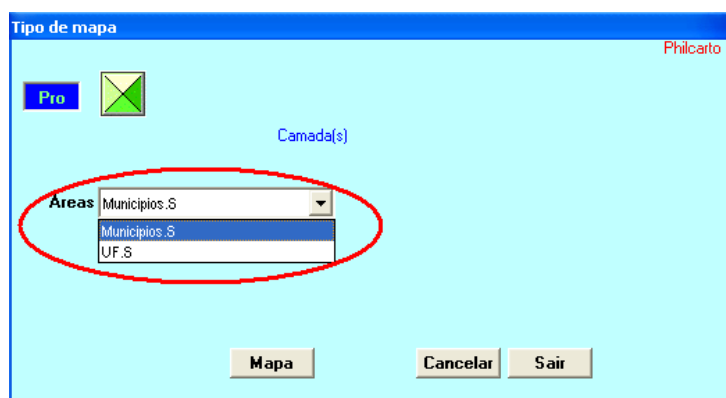 Tipo de mapa
Philcarto
Pro
Camada(s)
Áreas Municipios.S
Municipios.S
UF.S
Mapa Cancelar Sair